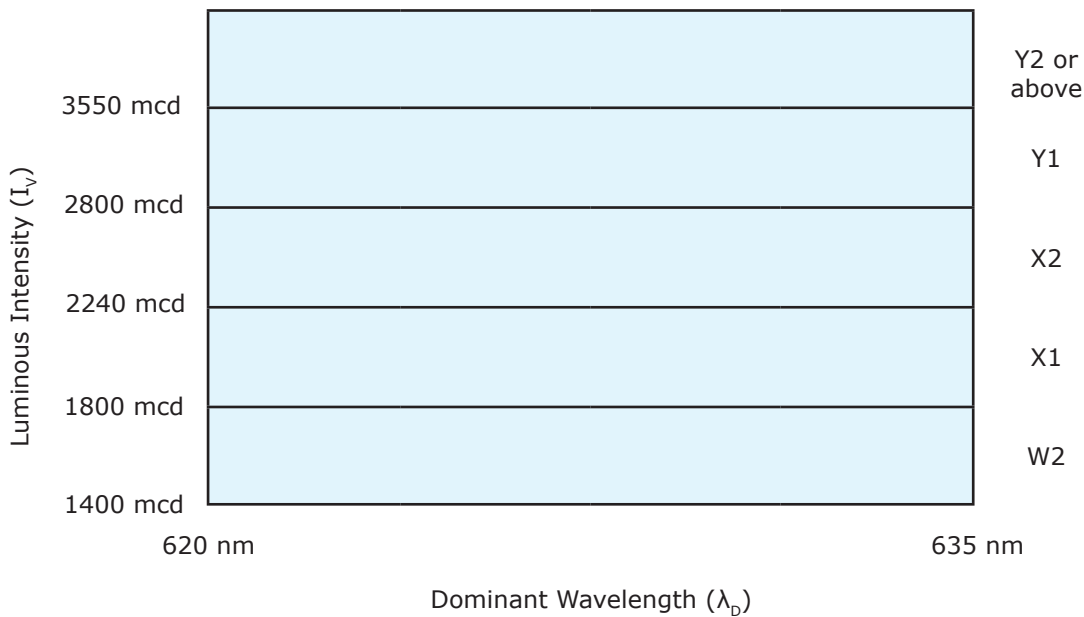 Y2 or
above
3550 mcd
Y1
2800 mcd
X2
2240 mcd
X1
1800 mcd
W2
1400 mcd
Luminous Intensity (Iᵥ)
620 nm
635 nm
Dominant Wavelength (λD)